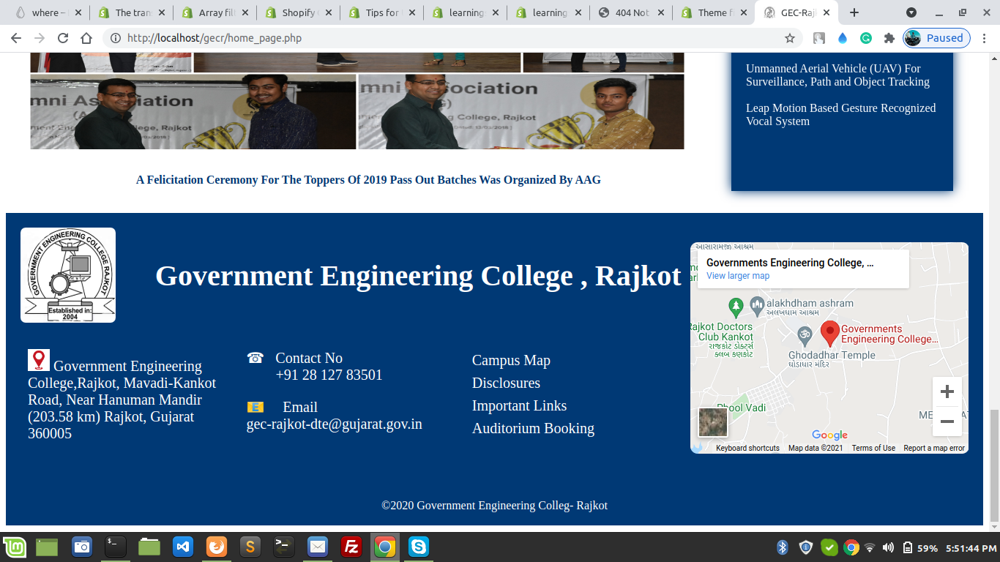 where –
The tran
Array fil
Shopify
Tips for
learning
learning
404 Not
Theme f
GEC-Raj
http://localhost/gecr/home_page.php
Paused
mni As ciation
mni Association
College, Rajkot
A Felicitation Ceremony For The Toppers Of 2019 Pass Out Batches Was Organized By AAG
Unmanned Aerial Vehicle (UAV) For
Surveillance, Path and Object Tracking
Leap Motion Based Gesture Recognized
Vocal System
GOVERNMENT ENGINEERING COLLEGE RAJKOT
Established in:
2004
Government Engineering College , Rajkot
Government Engineering
College,Rajkot, Mavadi-Kankot
Road, Near Hanuman Mandir
(203.58 km) Rajkot, Gujarat
360005
Contact No
+91 28 127 83501
Email
gec-rajkot-dte@gujarat.gov.in
Campus Map
Disclosures
Important Links
Auditorium Booking
Governments Engineering College, ...
View larger map
alakhdham ashram
અલખધામ આશ્રમ
Rajkot Doctors
Club Kankot
રાજકોટ ડોક્ટર્સ
ક્લબ કણકોટ
Governments
Engineering College...
Ghodadhar Temple
ઘોડાધાર મંદિર
Phool Vadi
Google
Keyboard shortcuts
Map data ©2021
Terms of Use
Report a map error
©2020 Government Engineering Colleg- Rajkot
59%
5:51:44 PM